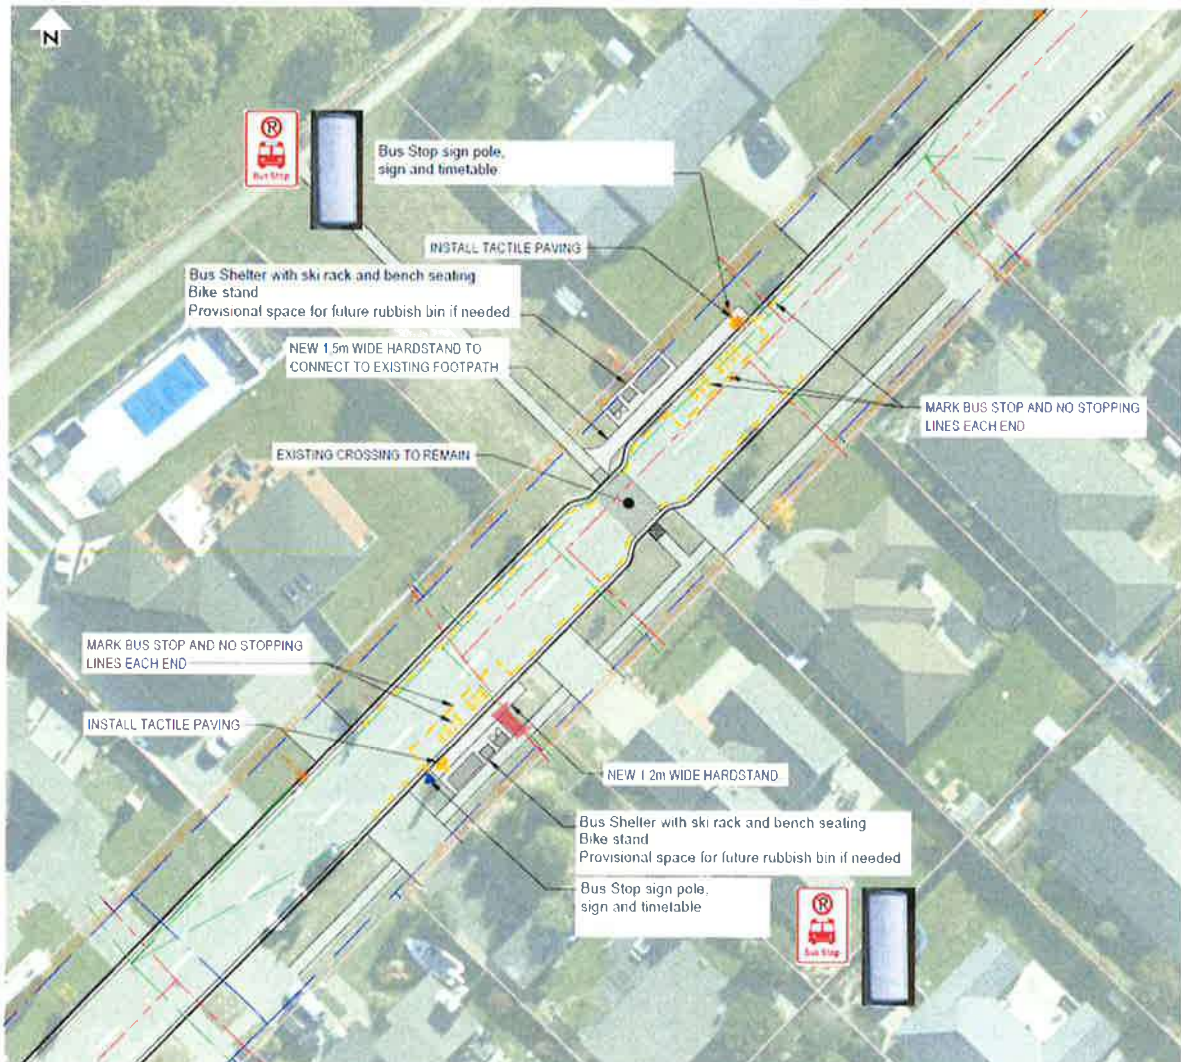 N
R
Bus Stop
Bus Stop sign pole,
sign and timetable
INSTALL TACTILE PAVING
Bus Shelter with ski rack and bench seating
Bike stand
Provisional space for future rubbish bin if needed
NEW 1.5m WIDE HARDSTAND TO
CONNECT TO EXISTING FOOTPATH
MARK BUS STOP AND NO STOPPING
LINES EACH END
EXISTING CROSSING TO REMAIN
MARK BUS STOP AND NO STOPPING
LINES EACH END
INSTALL TACTILE PAVING
NEW 1.2m WIDE HARDSTAND
Bus Shelter with ski rack and bench seating
Bike stand
Provisional space for future rubbish bin if needed
Bus Stop sign pole,
sign and timetable
R
Bus Stop